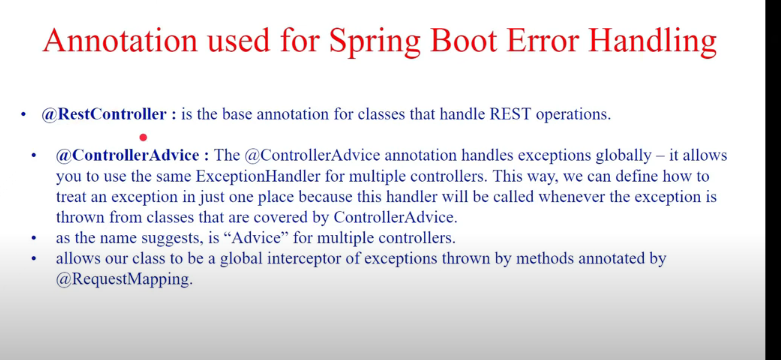 Annotation used for Spring Boot Error Handling
• @RestController : is the base annotation for classes that handle REST operations.
• @ControllerAdvice : The @ControllerAdvice annotation handles exceptions globally – it allows
you to use the same ExceptionHandler for multiple controllers. This way, we can define how to
treat an exception in just one place because this handler will be called whenever the exception is
thrown from classes that are covered by ControllerAdvice.
• as the name suggests, is “Advice” for multiple controllers.
• allows our class to be a global interceptor of exceptions thrown by methods annotated by
@RequestMapping.